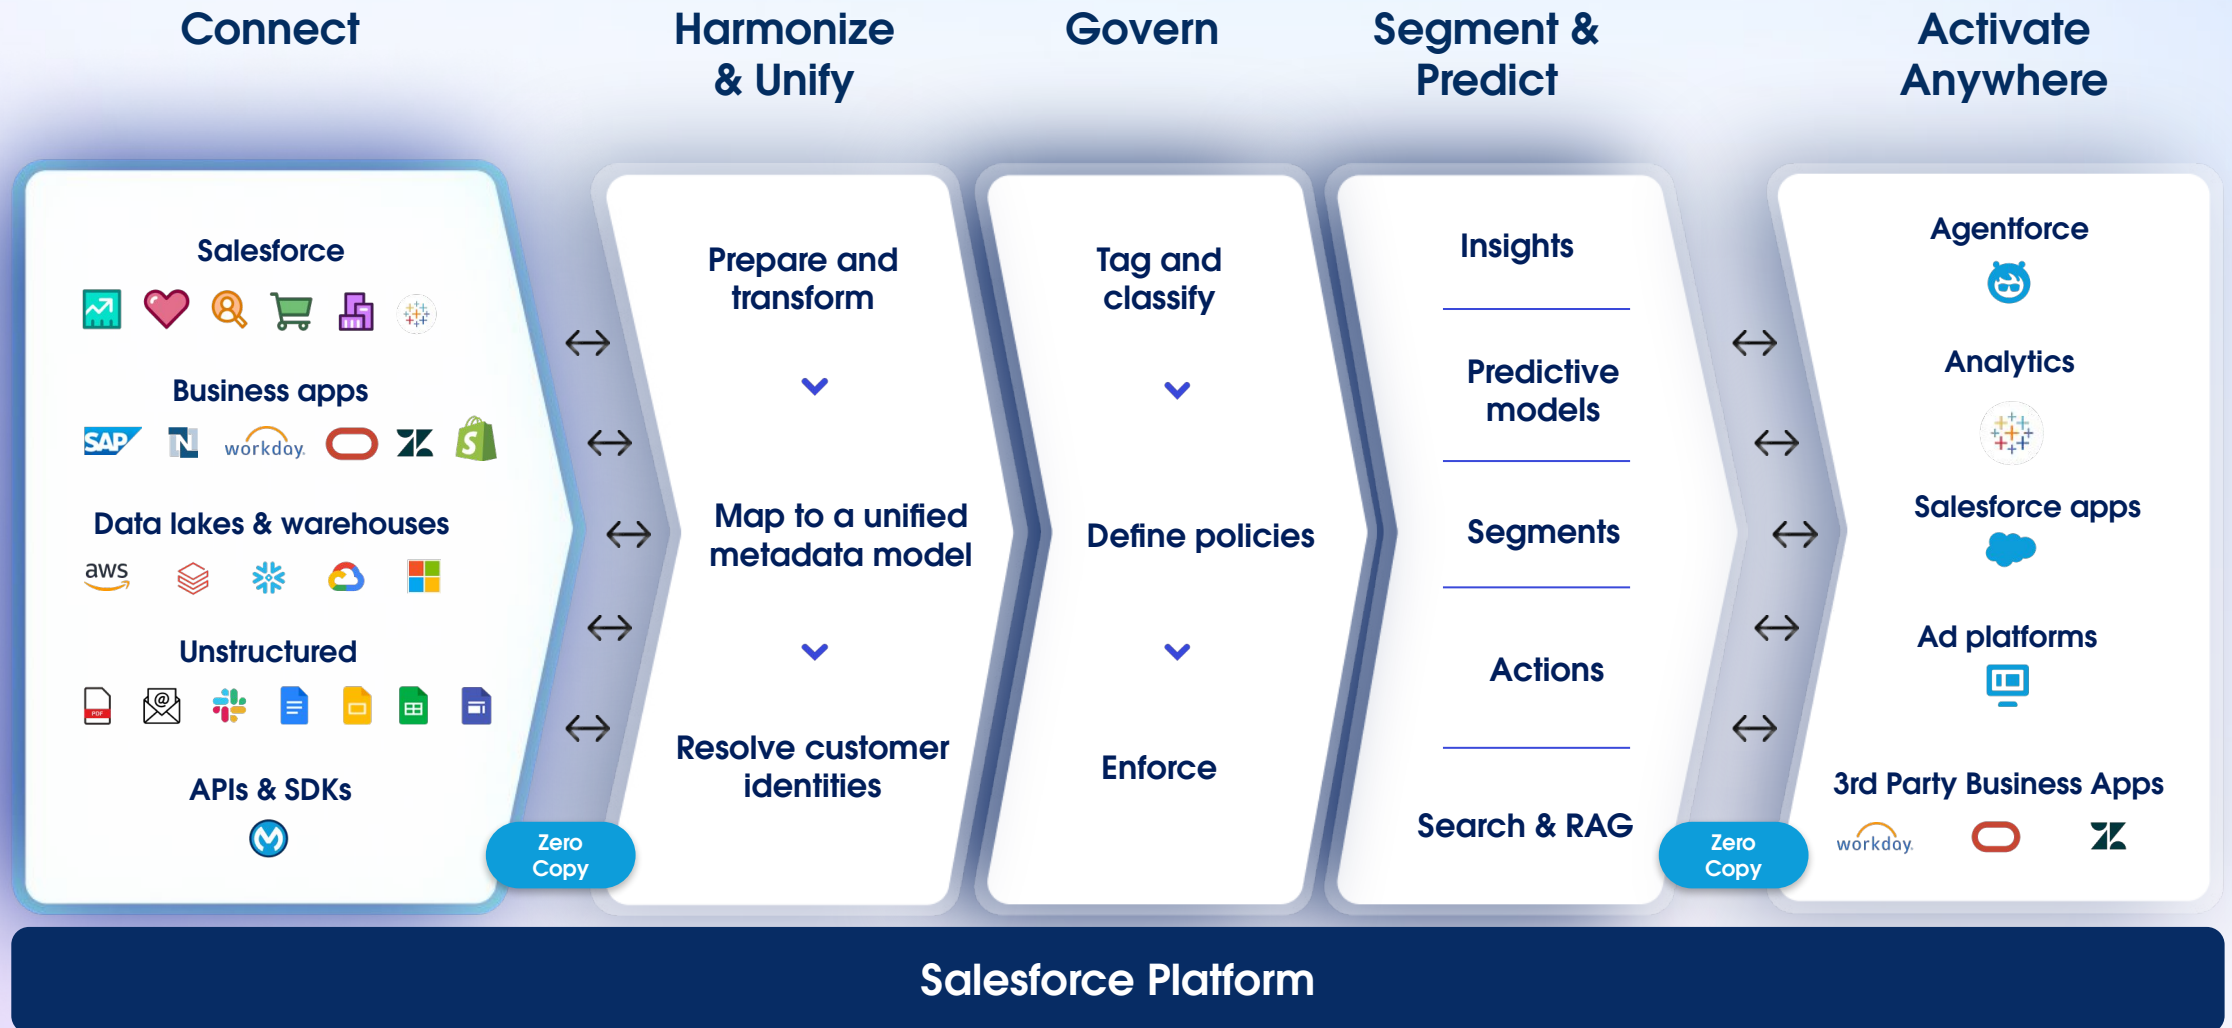 Connect
Harmonize
& Unify
Govern
Segment &
Predict
Activate
Anywhere
Salesforce
Business apps
SAP
N
workday.
Data lakes & warehouses
aws
Unstructured
PDF
@
APIs & SDKs
Zero
Copy
Prepare and
transform
Map to a unified
metadata model
Resolve customer
identities
Tag and
classify
Define policies
Enforce
Insights
Predictive
models
Segments
Actions
Search & RAG
Zero
Copy
Agentforce
Analytics
Salesforce apps
Ad platforms
3rd Party Business Apps
workday.
Salesforce Platform